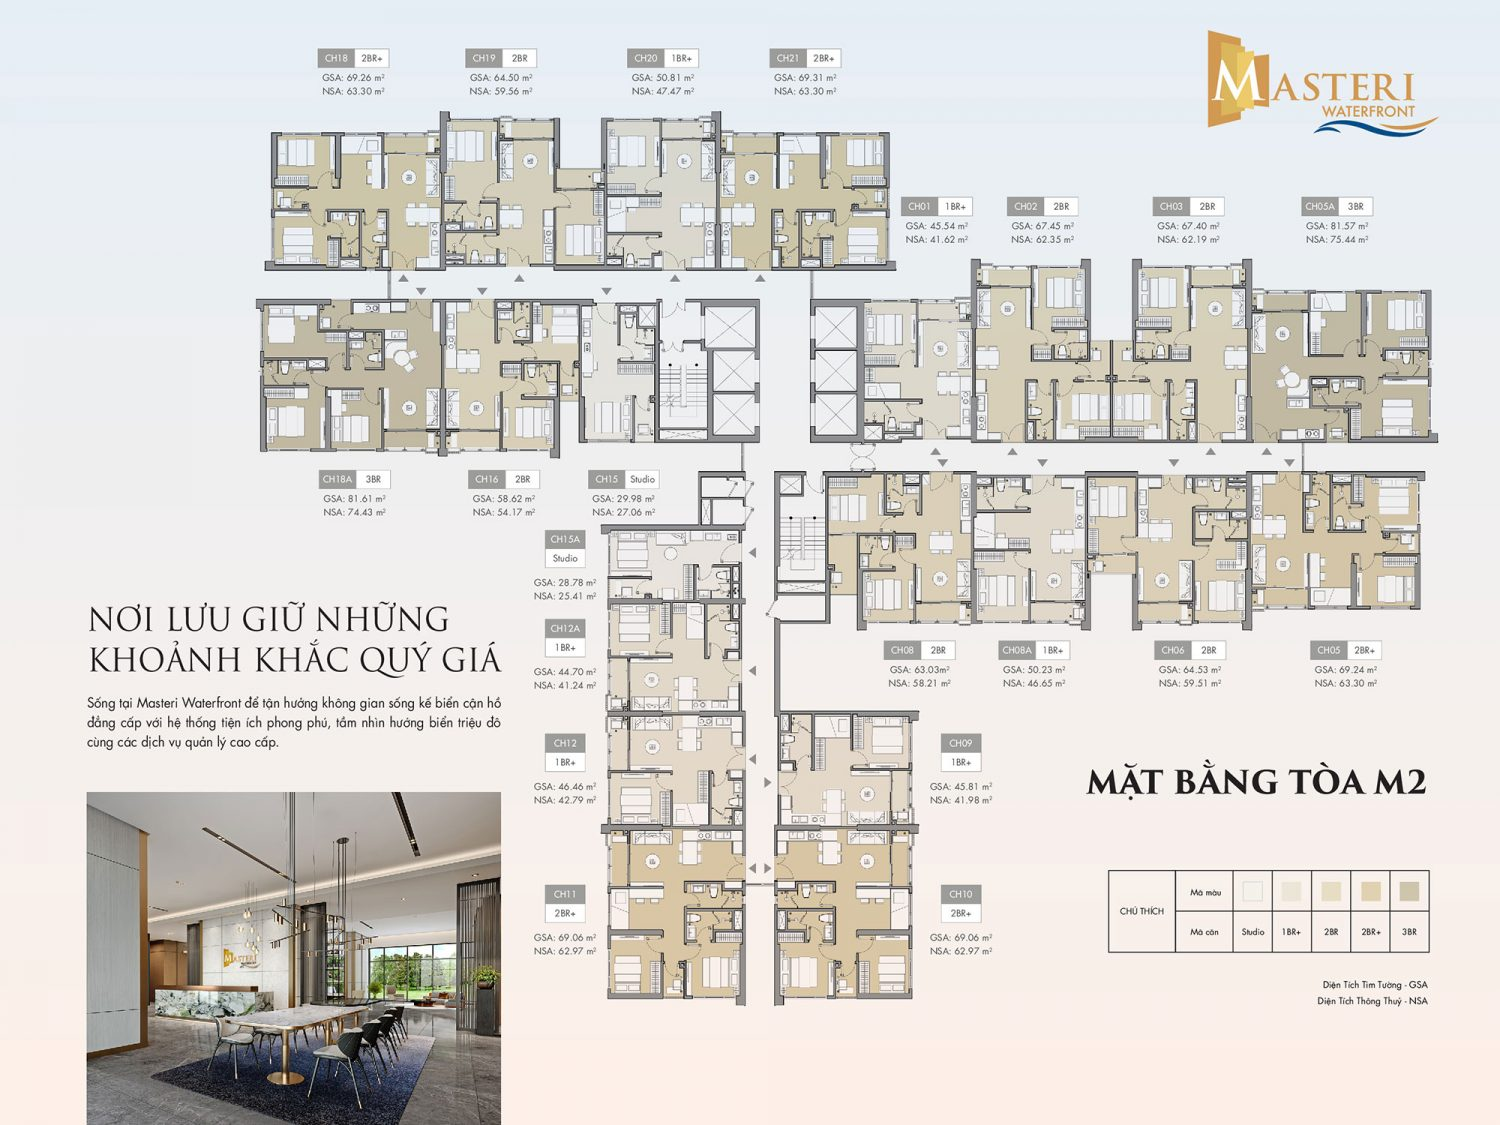 CH18 2BR+
GSA: 69.26 m²
NSA: 63.30 m²
CH19 2BR
GSA: 64.50 m²
NSA: 59.56 m²
CH20 1BR+
GSA: 50.81 m²
NSA: 47.47 m²
CH21 2BR+
GSA: 69.31 m²
NSA: 63.30 m²
MASTERI
WATERFRONT
CH01 1BR+
GSA: 45.54 m²
NSA: 41.62 m²
CH02 2BR
GSA: 67.45 m²
NSA: 62.35 m²
CH03 2BR
GSA: 67.40 m²
NSA: 62.19 m²
CH05A 3BR
GSA: 81.57 m²
NSA: 75.44 m²
CH18A 3BR
GSA: 81.61 m²
NSA: 74.43 m²
CH16 2BR
GSA: 58.62 m²
NSA: 54.17 m²
CH15 Studio
GSA: 29.98 m²
NSA: 27.06 m²
CH15A
Studio
GSA: 28.78 m²
NSA: 25.41 m²
CH12A
1BR+
GSA: 44.70 m²
NSA: 41.24 m²
CH08 2BR
GSA: 63.03m²
NSA: 58.21 m²
CH08A 1BR+
GSA: 50.23 m²
NSA: 46.65 m²
CH06 2BR
GSA: 64.53 m²
NSA: 59.51 m²
CH05 2BR+
GSA: 69.24 m²
NSA: 63.30 m²
NƠI LƯU GIỮ NHỮNG
KHOẢNH KHẮC QUÝ GIÁ
Sống tại Masteri Waterfront để tận hưởng không gian sống kế biển cận hồ
đẳng cấp với hệ thống tiện ích phong phú, tầm nhìn hướng biển triệu đô
cùng các dịch vụ quản lý cao cấp.
CH12
1BR+
GSA: 46.46 m²
NSA: 42.79 m²
CH09
1BR+
GSA: 45.81 m²
NSA: 41.98 m²
MẶT BẰNG TÒA M2
CH11
2BR+
GSA: 69.06 m²
NSA: 62.97 m²
CH10
2BR+
GSA: 69.06 m²
NSA: 62.97 m²
CHÚ THÍCH
Mã màu
Mã căn Studio 1BR+ 2BR 2BR+ 3BR
Diện Tích Tim Tường - GSA
Diện Tích Thông Thuỷ - NSA
MASTERI